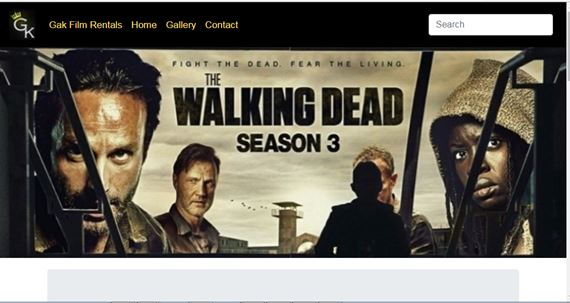 GK
Gak Film Rentals Home Gallery Contact
Search
FIGHT THE DEAD. FEAR THE LIVING.
THE
WALKING DEAD
SEASON 3